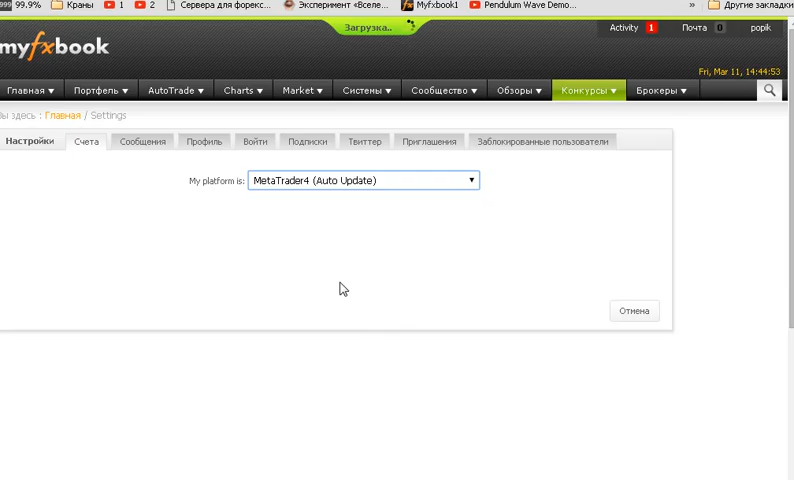 999 99.9% Краны 1 2 Сервера для форекс... Эксперимент «Вселе... Myfxbook1 Pendulum Wave Demo... » Другие закладки
Загрузка.. Activity 1 Почта 0 popik
myfxbook
Fri, Mar 11, 14:44:53
Главная Портфель AutoTrade Charts Market Системы Сообщество Обзоры Конкурсы Брокеры
Вы здесь : Главная / Settings
Настройки Счета Сообщения Профиль Войти Подписки Твиттер Приглашения Заблокированные пользователи
My platform is: MetaTrader4 (Auto Update)
Отмена